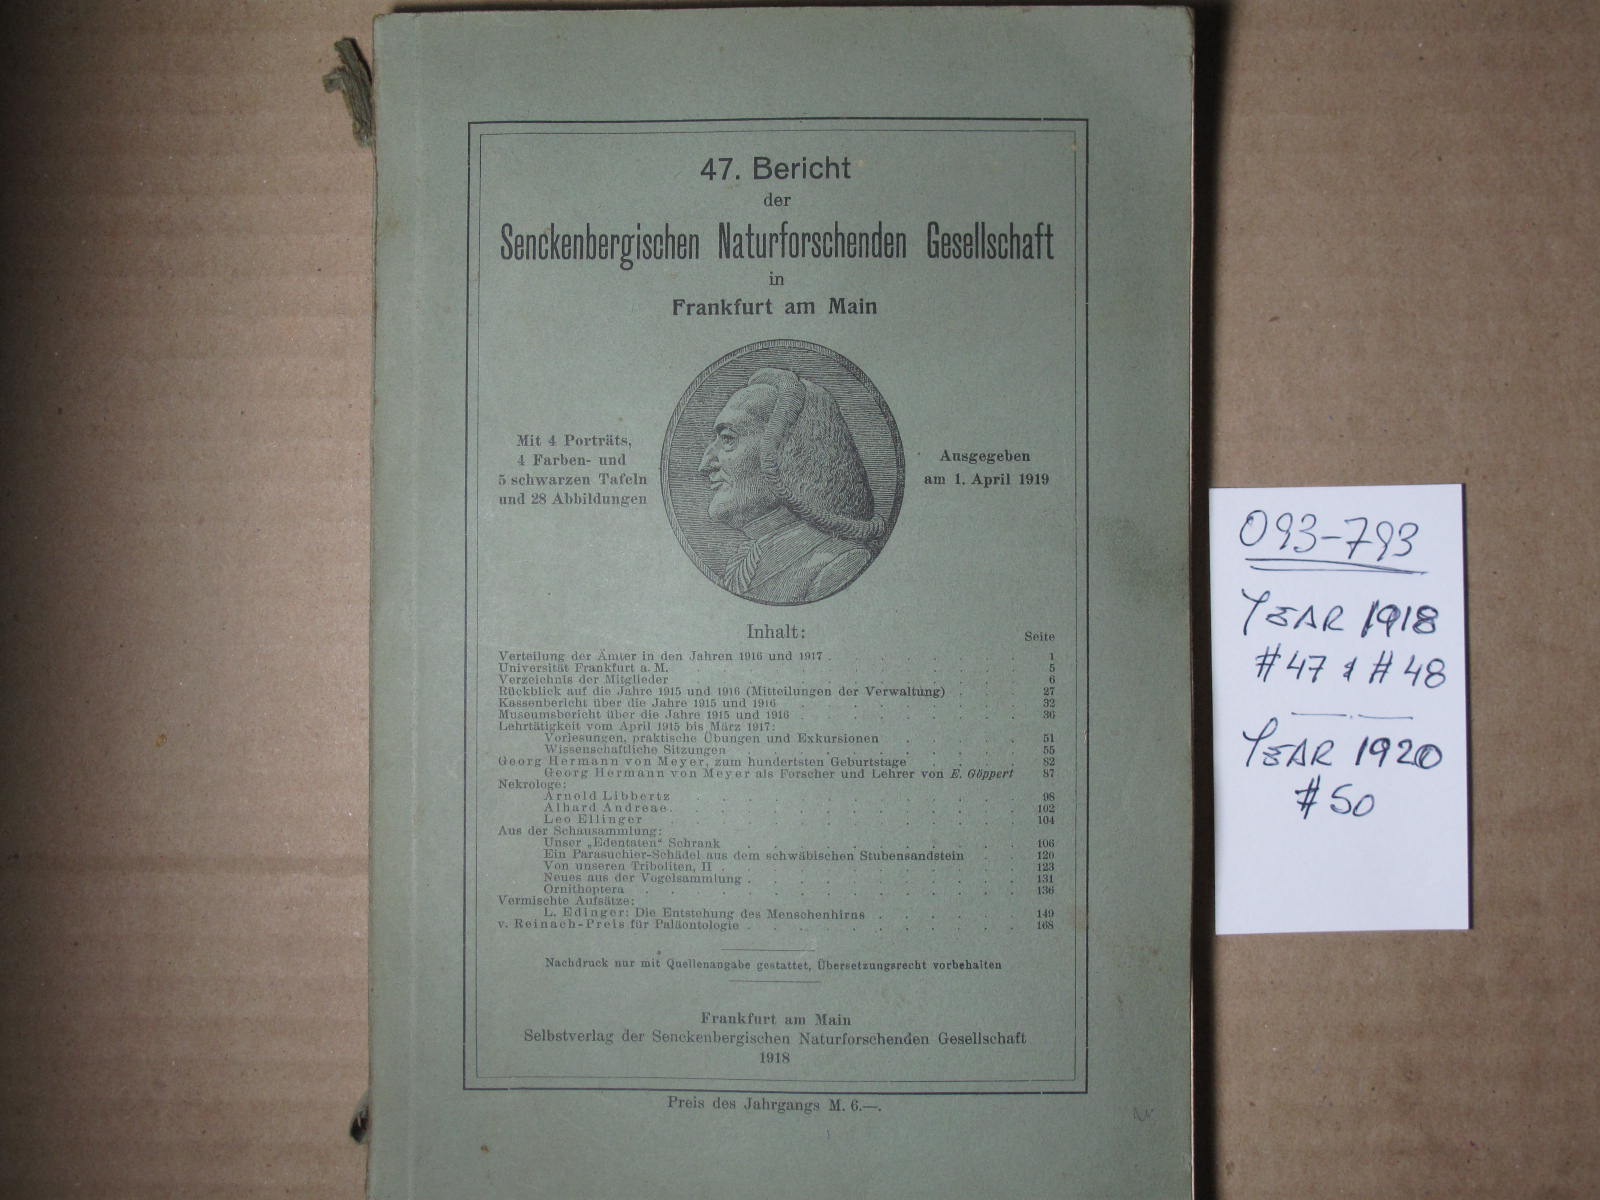 47. Bericht
der
Senckenbergischen Naturforschenden Gesellschaft
in
Frankfurt am Main
Mit 4 Porträts,
4 Farben- und
5 schwarzen Tafeln
und 28 Abbildungen
Ausgegeben
am 1. April 1919
Inhalt:
Seite
Verteilung der Ämter in den Jahren 1916 und 1917 . . . . . . . . 1
Universität Frankfurt a. M. . . . . . . . . 5
Verzeichnis der Mitglieder . . . . . . . . 6
Rückblick auf die Jahre 1915 und 1916 (Mitteilungen der Verwaltung) . . . 27
Kassenbericht über die Jahre 1915 und 1916 . . . . . . . . 32
Museumsbericht über die Jahre 1915 und 1916 . . . . . . . . 36
Lehrtätigkeit vom April 1915 bis März 1917:
Vorlesungen, praktische Übungen und Exkursionen . . . . . 51
Wissenschaftliche Sitzungen . . . . . . . . 55
Georg Hermann von Meyer, zum hundertsten Geburtstage . . . . 82
Georg Hermann von Meyer als Forscher und Lehrer von E. Göppert 87
Nekrologe:
Arnold Libbertz . . . . . . . . 98
Alhard Andreae . . . . . . . . 102
Leo Ellinger . . . . . . . . 104
Aus der Schausammlung:
Unser „Edentaten“ Schrank . . . . . . . . 106
Ein Parasuchier-Schädel aus dem schwäbischen Stubensandstein . . 120
Von unseren Triboliten, II . . . . . . . . 123
Neues aus der Vogelsammlung . . . . . . . . 131
Ornithoptera . . . . . . . . 136
Vermischte Aufsätze:
L. Edinger: Die Entstehung des Menschenhirns . . . . . . 149
v. Reinach-Preis für Paläontologie . . . . . . . . 168
Nachdruck nur mit Quellenangabe gestattet, Übersetzungsrecht vorbehalten
Frankfurt am Main
Selbstverlag der Senckenbergischen Naturforschenden Gesellschaft
1918
Preis des Jahrgangs M. 6.—.
093-793
YEAR 1918
#47 & #48
YEAR 1920
#50